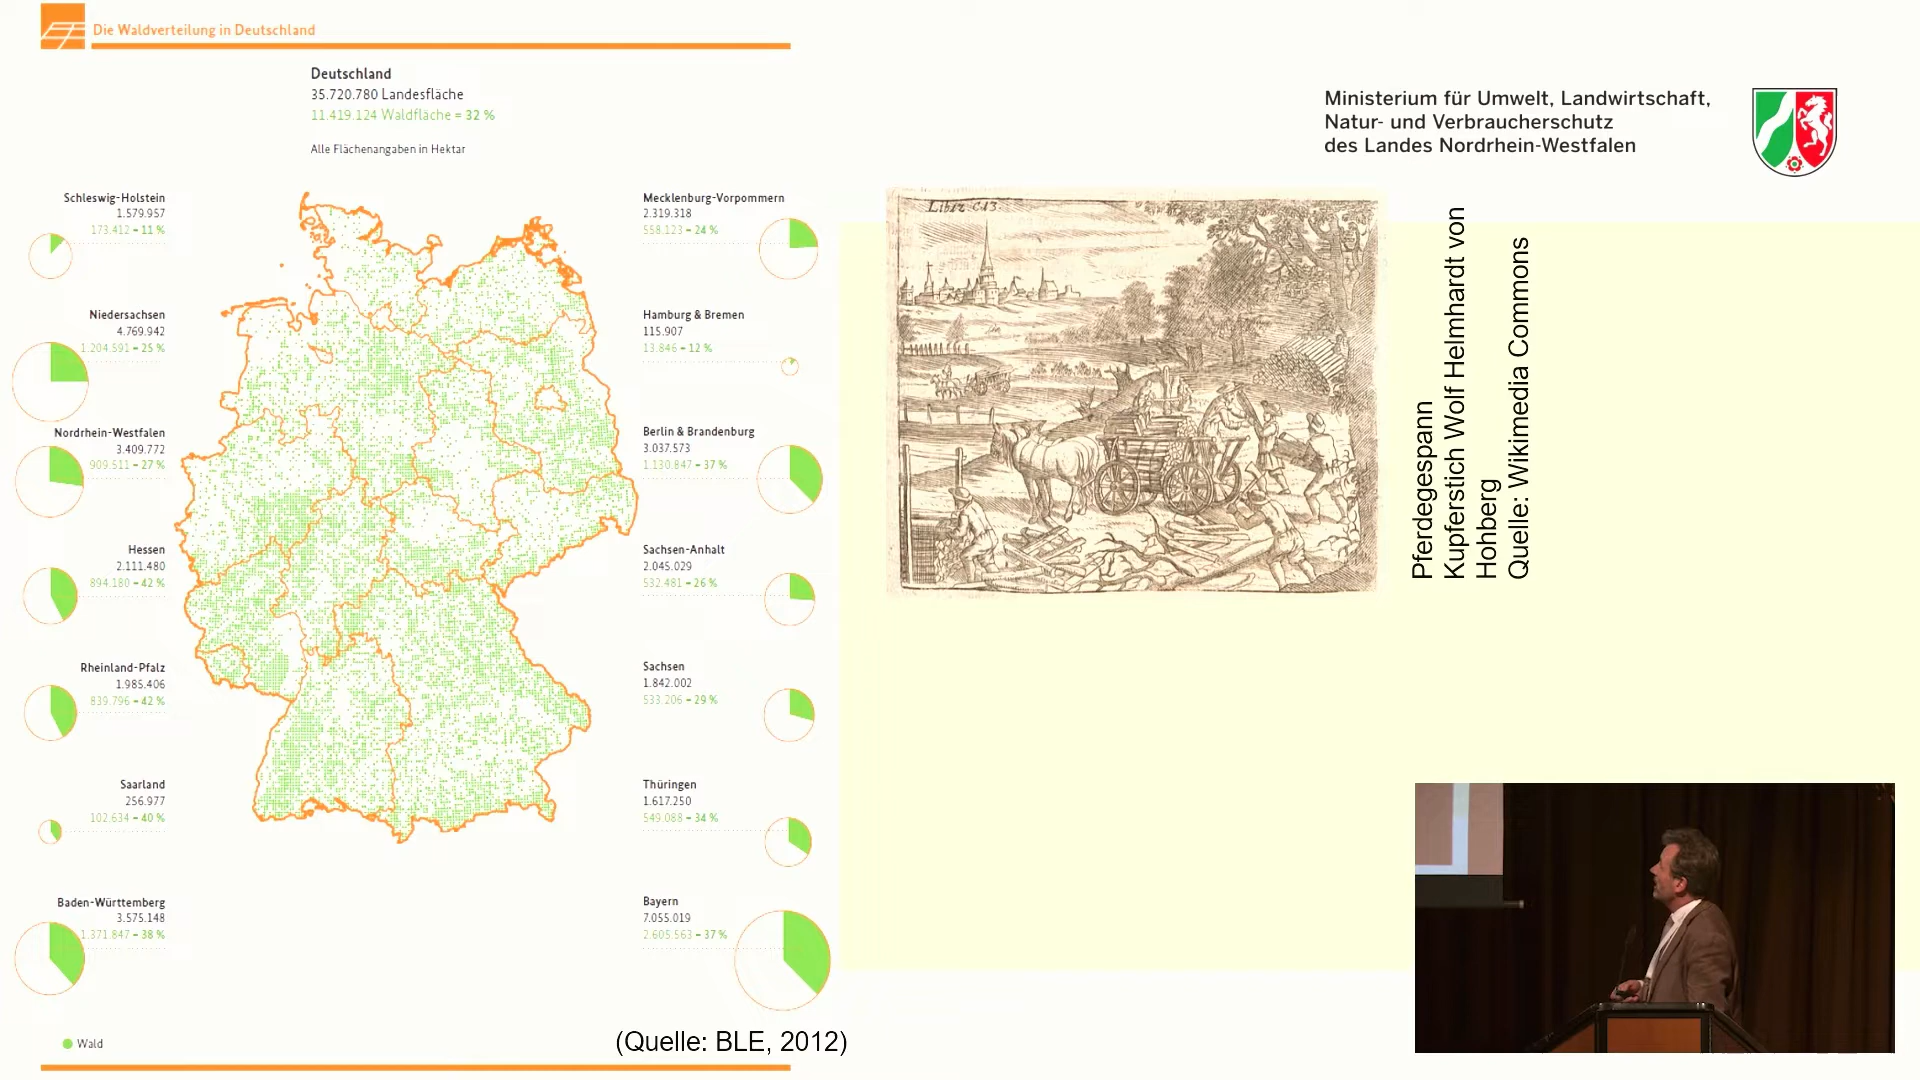 Die Waldverteilung in Deutschland
Deutschland
35.720.780 Landesfläche
11.419.124 Waldfläche = 32 %
Alle Flächenangaben in Hektar
Ministerium für Umwelt, Landwirtschaft,
Natur- und Verbraucherschutz
des Landes Nordrhein-Westfalen
Schleswig-Holstein
1.579.957
173.412 = 11 %
Niedersachsen
4.769.942
1.204.591 = 25 %
Nordrhein-Westfalen
3.409.772
909.511 = 27 %
Hessen
2.111.480
894.180 = 42 %
Rheinland-Pfalz
1.985.406
839.796 = 42 %
Saarland
256.977
102.634 = 40 %
Baden-Württemberg
3.575.148
1.371.847 = 38 %
Mecklenburg-Vorpommern
2.319.318
558.123 = 24 %
Hamburg & Bremen
115.907
13.846 = 12 %
Berlin & Brandenburg
3.037.573
1.130.847 = 37 %
Sachsen-Anhalt
2.045.029
532.481 = 26 %
Sachsen
1.842.002
533.206 = 29 %
Thüringen
1.617.250
549.088 = 34 %
Bayern
7.055.019
2.605.563 = 37 %
Wald
(Quelle: BLE, 2012)
Pferdegespann
Kupferstich Wolf Helmhardt von
Hohberg
Quelle: Wikimedia Commons